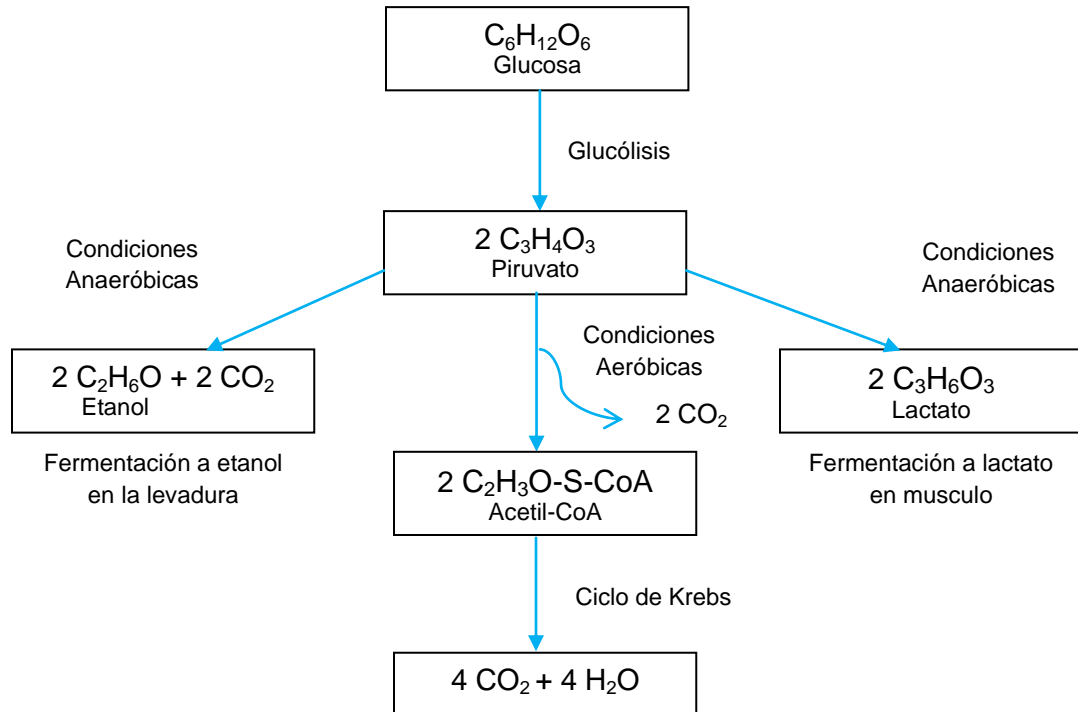 C₆H₁₂O₆
Glucosa
Glucólisis
2 C₃H₄O₃
Piruvato
Condiciones
Anaeróbicas
Condiciones
Anaeróbicas
Condiciones
Aeróbicas
2 CO₂
2 C₂H₆O + 2 CO₂
Etanol
2 C₃H₆O₃
Lactato
Fermentación a etanol
en la levadura
Fermentación a lactato
en musculo
2 C₂H₃O-S-CoA
Acetil-CoA
Ciclo de Krebs
4 CO₂ + 4 H₂O